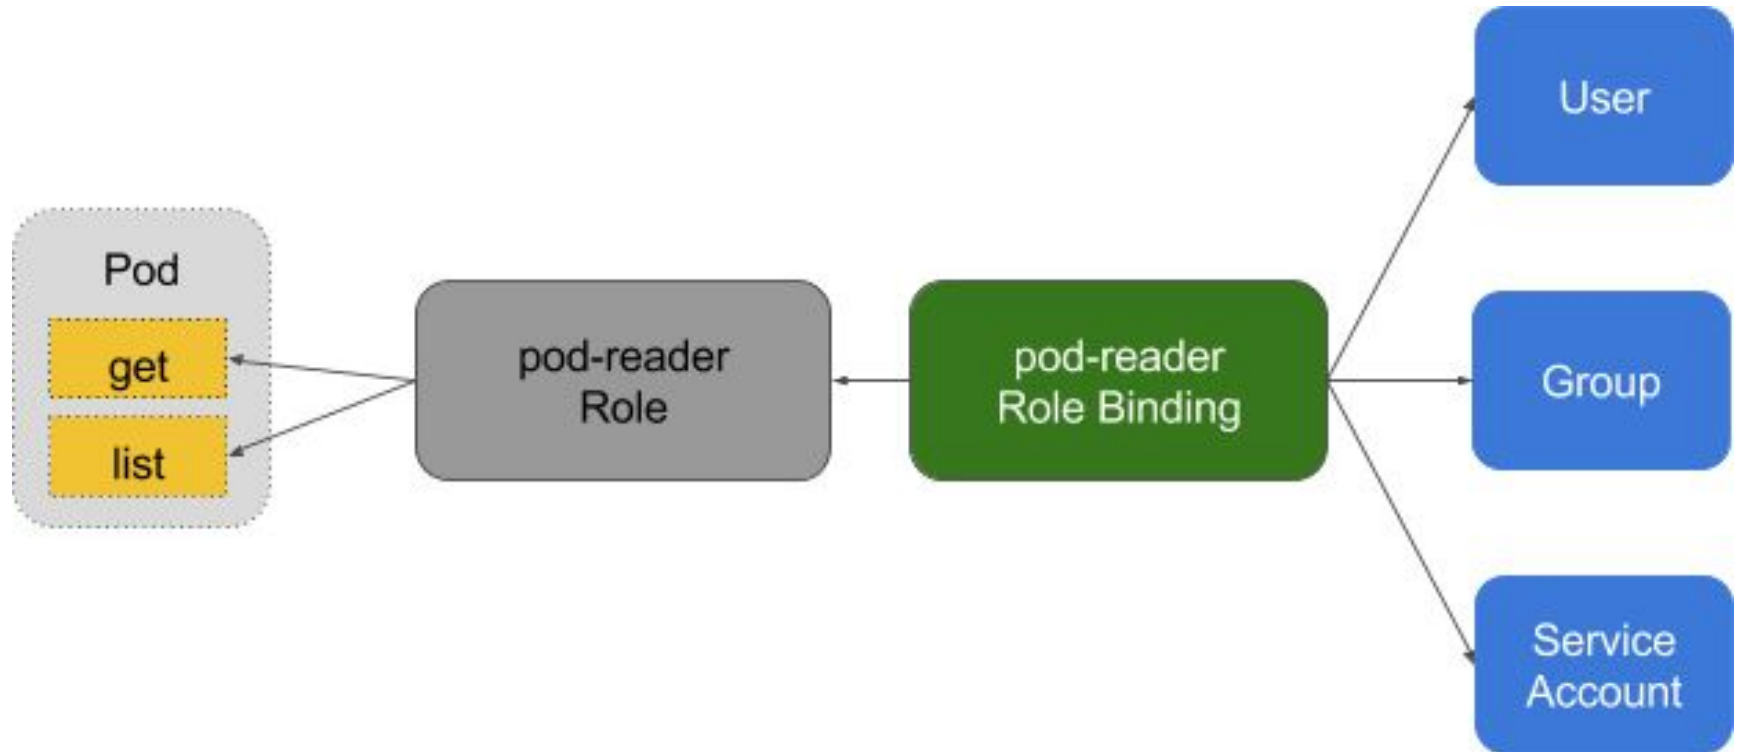 Pod
get
list
pod-reader
Role
pod-reader
Role Binding
User
Group
Service
Account